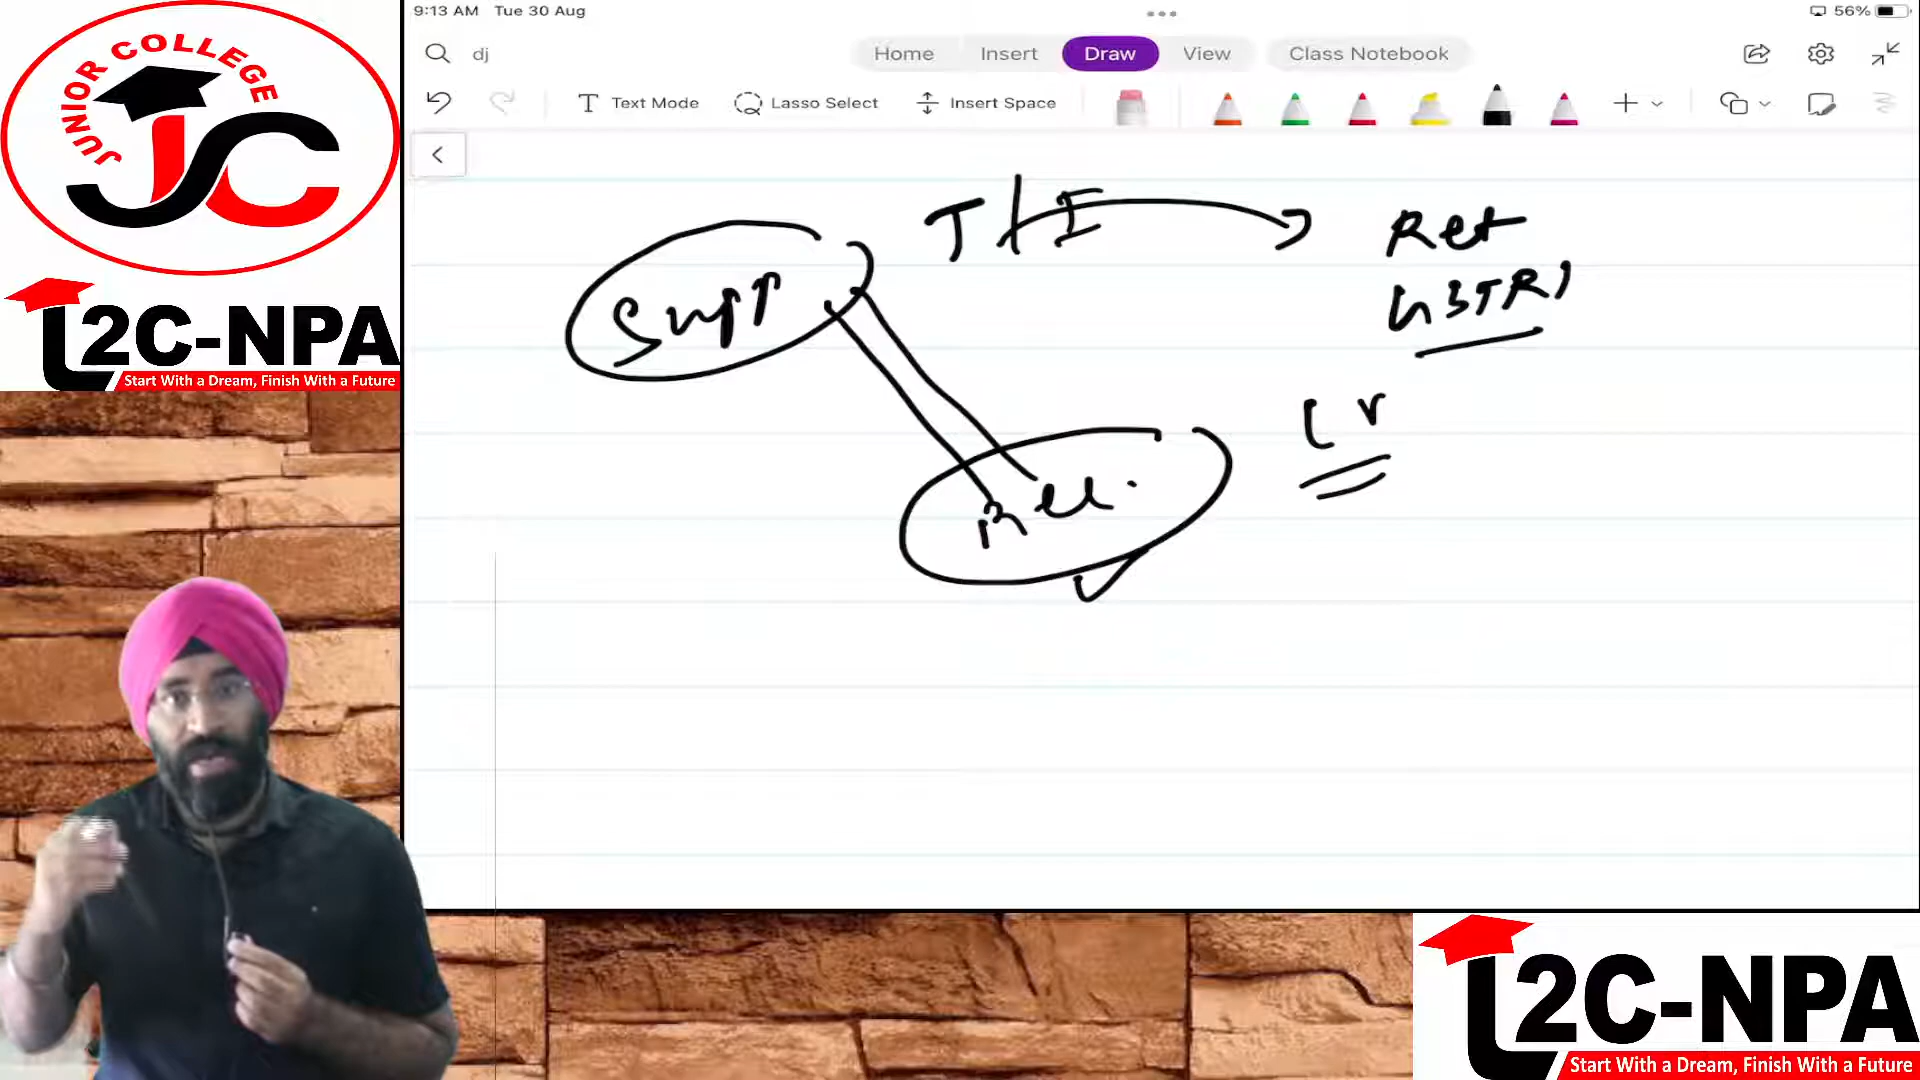 9:13 AM Tue 30 Aug
56%
dj
Home Insert Draw View Class Notebook
Text Mode Lasso Select Insert Space
JUNIOR COLLEGE
JC
L2C-NPA
Start With a Dream, Finish With a Future
T/I
Ret
GSTR1
Supp
Cr
L2C-NPA
Start With a Dream, Finish With a Future